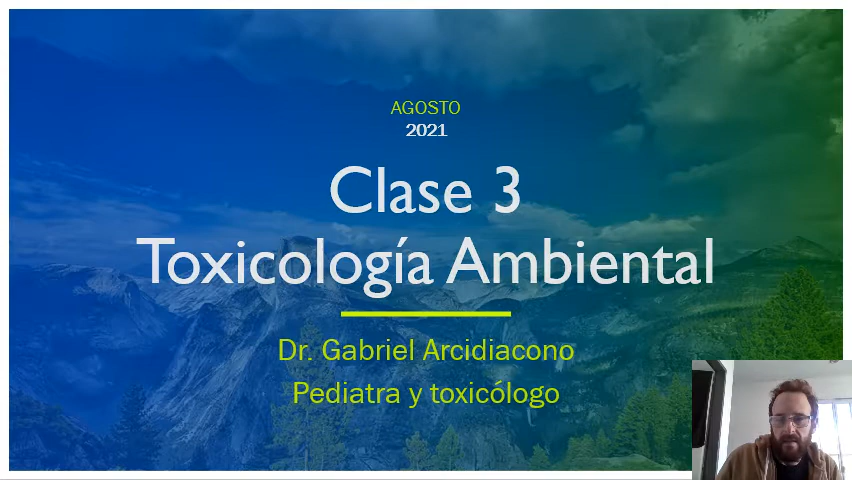 AGOSTO
2021
Clase 3
Toxicología Ambiental
Dr. Gabriel Arcidiacono
Pediatra y toxicólogo